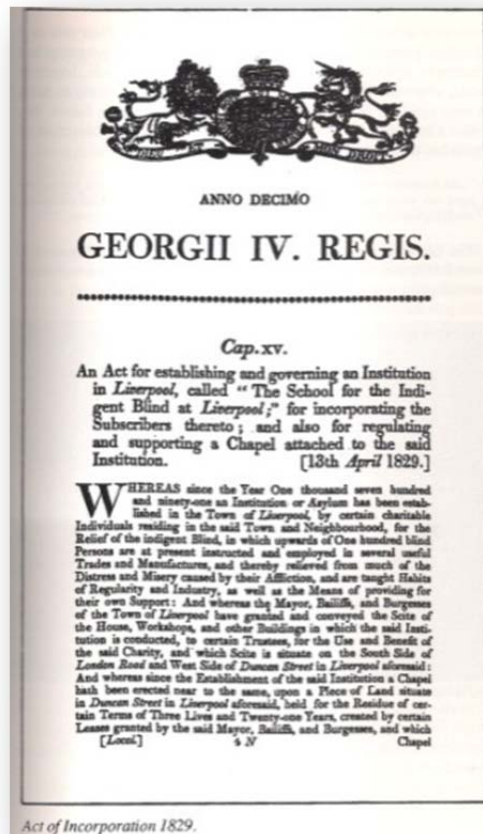 DIEU ET MON DROIT
ANNO DECIMO
GEORGII IV. REGIS.
Cap. xv.
An Act for establishing and governing an Institution
in Liverpool, called " The School for the Indi-
gent Blind at Liverpool;" for incorporating the
Subscribers thereto; and also for regulating
and supporting a Chapel attached to the said
Institution. [13th April 1829.]
WHEREAS since the Year One thousand seven hundred
and ninety-one an Institution or Asylum has been estab-
lished in the Town of Liverpool, by certain charitable
Individuals residing in the said Town and Neighbourhood, for the
Relief of the indigent Blind, in which upwards of One hundred blind
Persons are at present instructed and employed in several useful
Trades and Manufactures, and thereby relieved from much of the
Distress and Misery caused by their Affliction, and are taught Habits
of Regularity and Industry, as well as the Means of providing for
their own Support: And whereas the Mayor, Bailiffs, and Burgesses
of the Town of Liverpool have granted and conveyed the Scite of
the House, Workshops, and other Buildings in which the said Insti-
tution is conducted, to certain Trustees, for the Use and Benefit of
the said Charity, and which Scite is situate on the South Side of
London Road and West Side of Duncan Street in Liverpool aforesaid:
And whereas since the Establishment of the said Institution a Chapel
hath been erected near to the same, upon a Piece of Land situate
in Duncan Street in Liverpool aforesaid, held for the Residue of cer-
tain Terms of Three Lives and Twenty-one Years, created by certain
Leases granted by the said Mayor, Bailiffs, and Burgesses, and which
[Local.] 4 N Chapel
Act of Incorporation 1829.